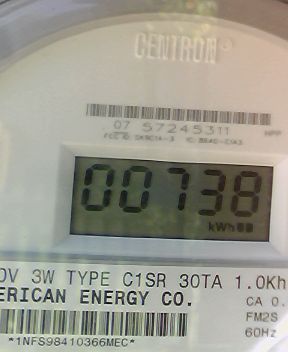 CENTRON®
07 57245311 HPP
00738
kWh
0V 3W TYPE C1SR 30TA 1.0Kh
ERICAN ENERGY CO. CA 0.
FM2S
*1NFS98410366MEC* 60Hz